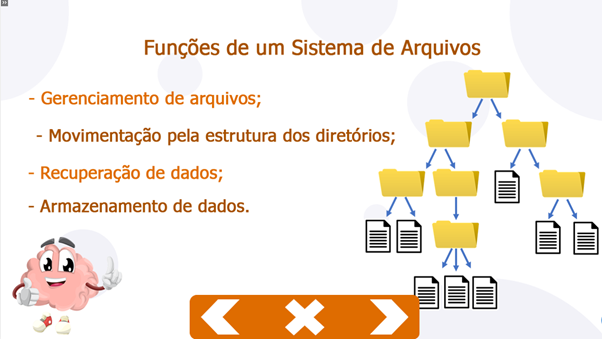 Funções de um Sistema de Arquivos
- Gerenciamento de arquivos;
- Movimentação pela estrutura dos diretórios;
- Recuperação de dados;
- Armazenamento de dados.